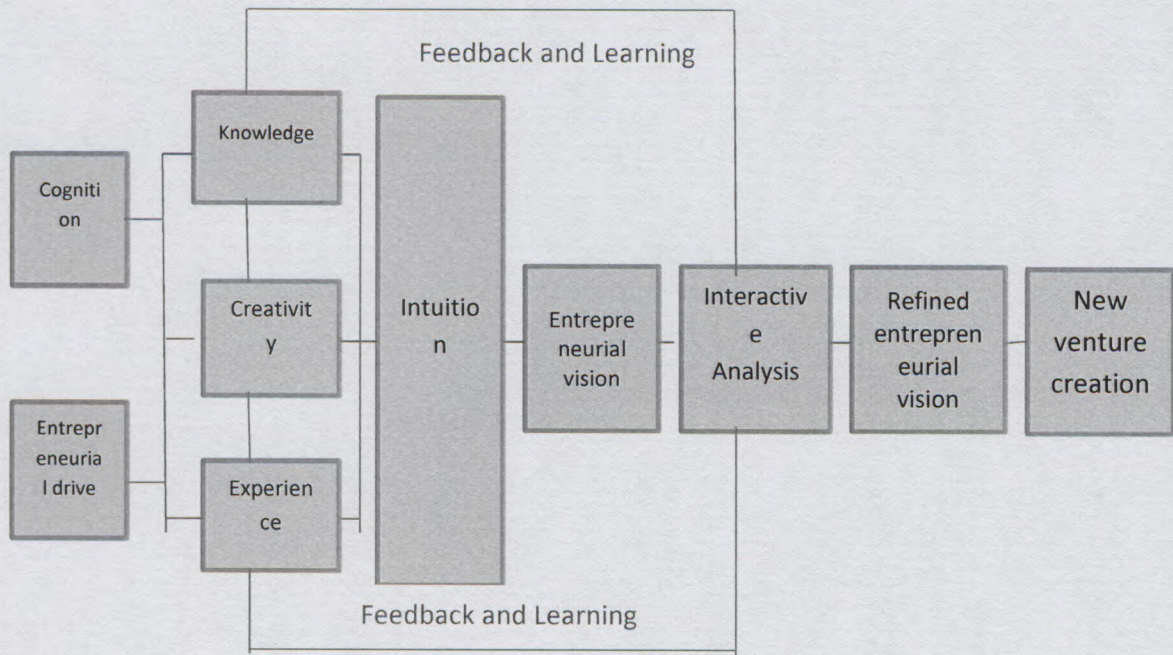 Feedback and Learning
Knowledge
Cogniti
on
Creativit
y
Entrepr
eneuria
l drive
Experien
ce
Intuitio
n
Entrepre
neurial
vision
Interactiv
e
Analysis
Refined
entrepren
eurial
vision
New
venture
creation
Feedback and Learning